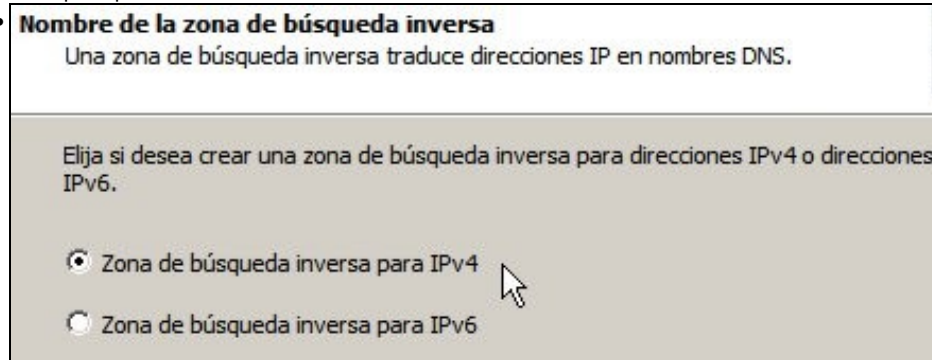 Nombre de la zona de búsqueda inversa
Una zona de búsqueda inversa traduce direcciones IP en nombres DNS.
Elija si desea crear una zona de búsqueda inversa para direcciones IPv4 o direcciones
IPv6.
Zona de búsqueda inversa para IPv4
Zona de búsqueda inversa para IPv6